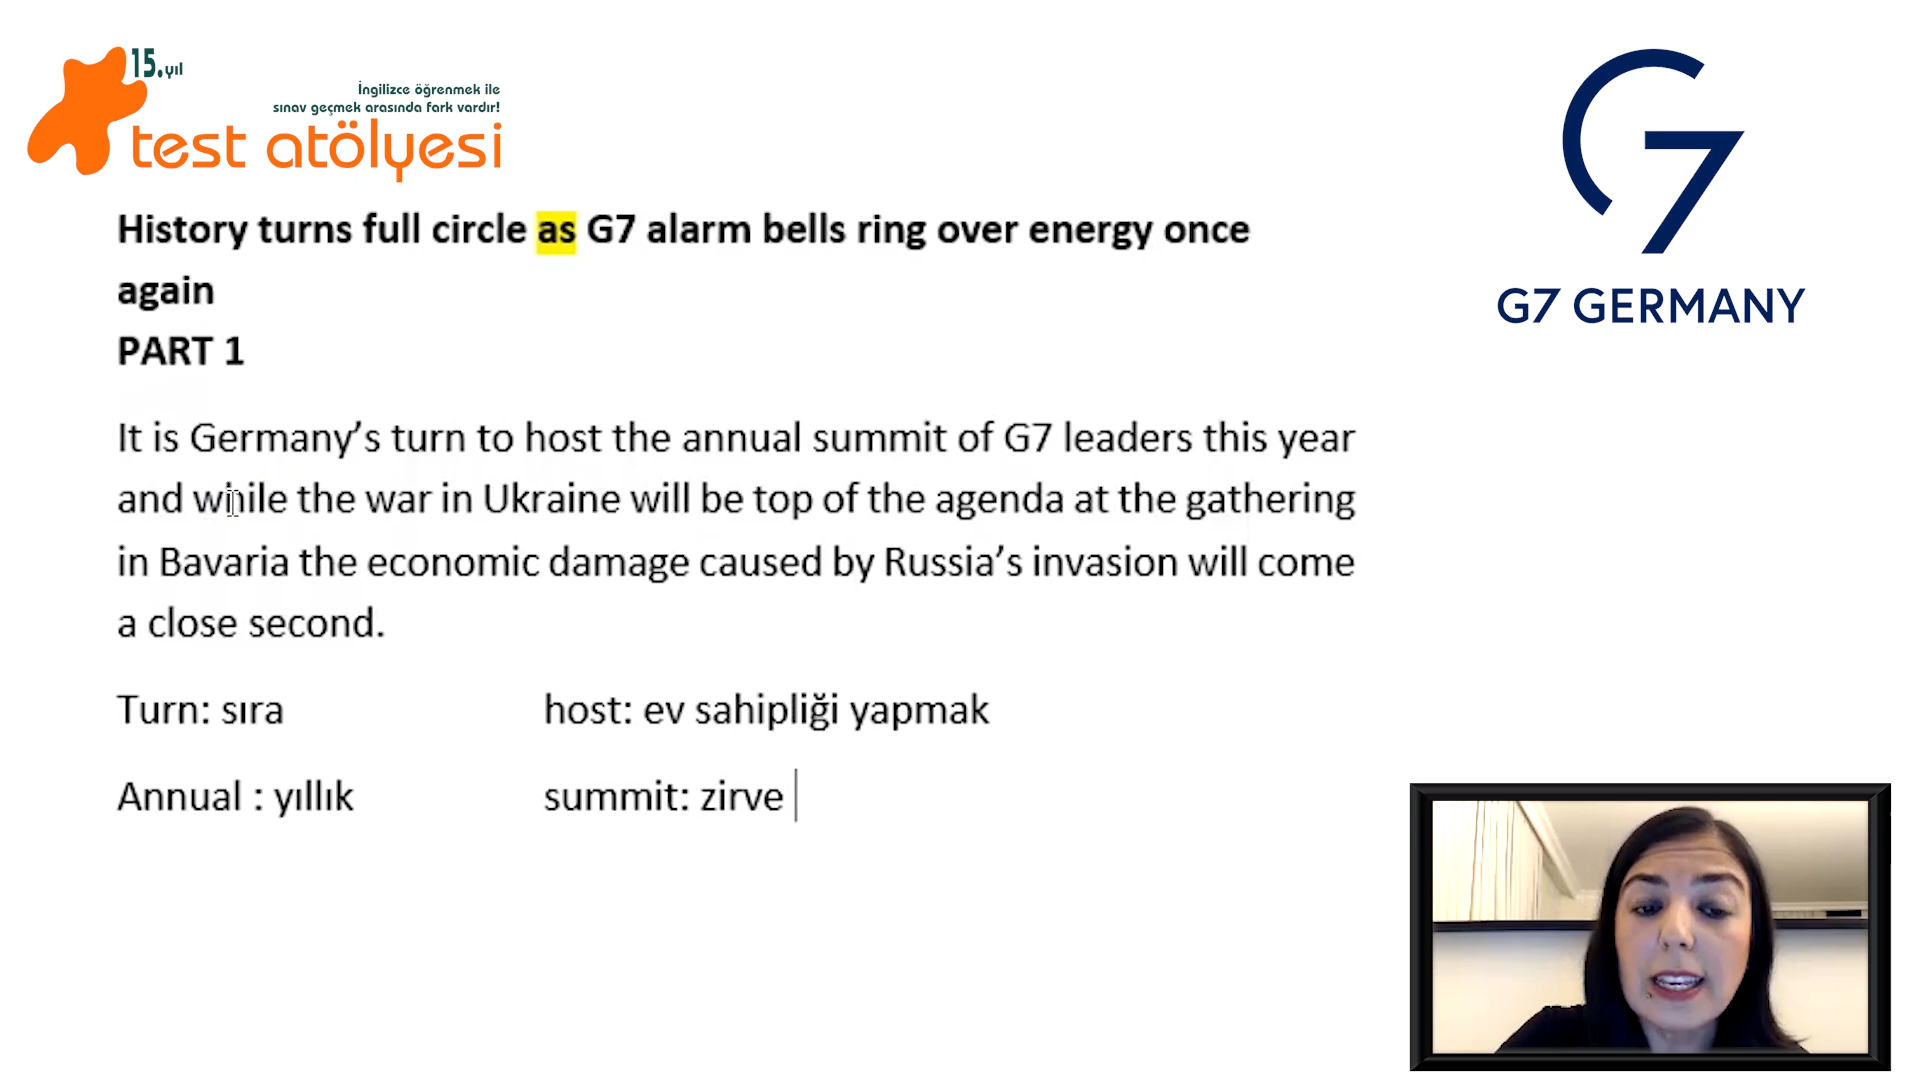 15.yıl
İngilizce öğrenmek ile
sınav geçmek arasında fark vardır!
test atölyesi
G7
G7 GERMANY
History turns full circle as G7 alarm bells ring over energy once
again
PART 1
It is Germany’s turn to host the annual summit of G7 leaders this year
and while the war in Ukraine will be top of the agenda at the gathering
in Bavaria the economic damage caused by Russia’s invasion will come
a close second.
Turn: sıra host: ev sahipliği yapmak
Annual : yıllık summit: zirve